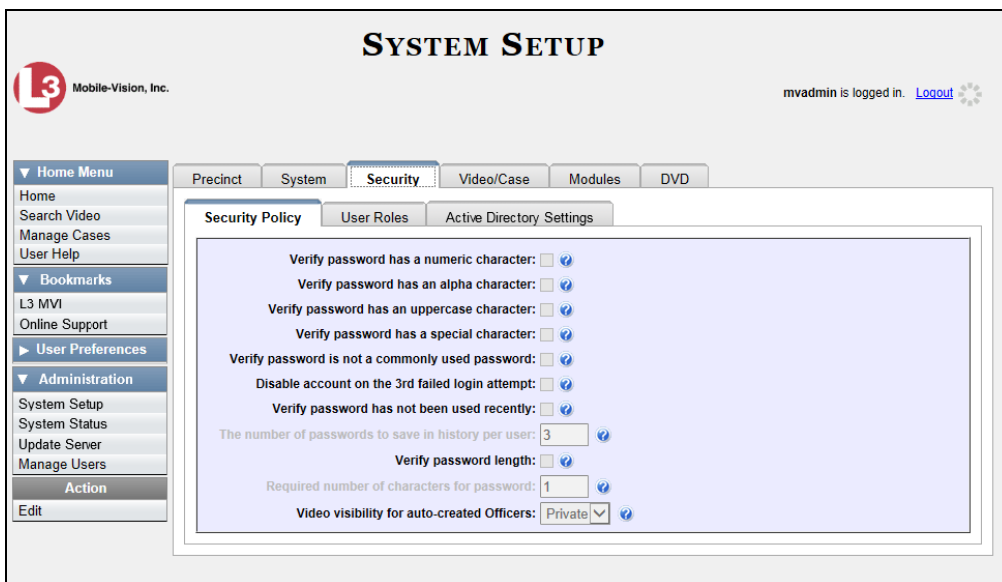 SYSTEM SETUP
L3 Mobile-Vision, Inc.
mvadmin is logged in. Logout
▼ Home Menu
Home
Search Video
Manage Cases
User Help
▼ Bookmarks
L3 MVI
Online Support
▶ User Preferences
▼ Administration
System Setup
System Status
Update Server
Manage Users
Action
Edit
Precinct System Security Video/Case Modules DVD
Security Policy User Roles Active Directory Settings
Verify password has a numeric character: ?
Verify password has an alpha character: ?
Verify password has an uppercase character: ?
Verify password has a special character: ?
Verify password is not a commonly used password: ?
Disable account on the 3rd failed login attempt: ?
Verify password has not been used recently: ?
The number of passwords to save in history per user: 3 ?
Verify password length: ?
Required number of characters for password: 1 ?
Video visibility for auto-created Officers: Private ?